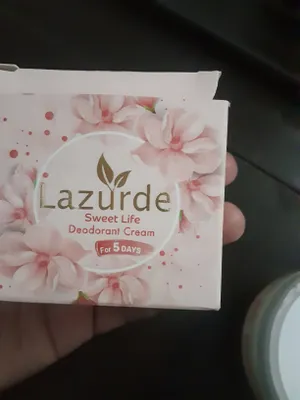 Lazurde
Sweet Life
Deodorant Cream
For 5 DAYS